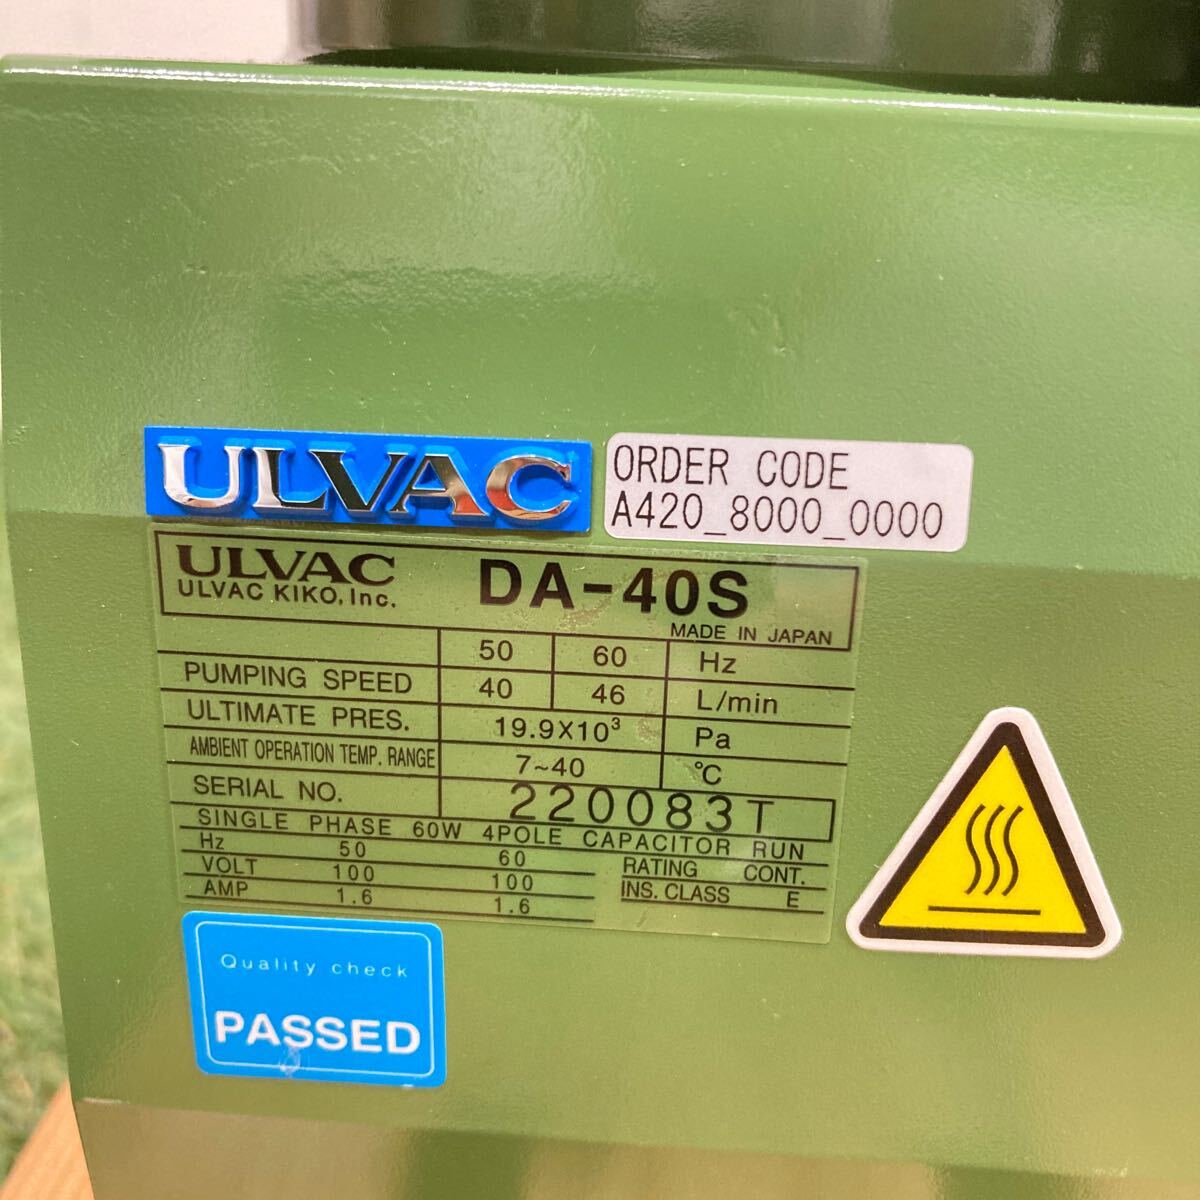 ULVAC
ORDER CODE
A420_8000_0000
ULVAC
ULVAC KIKO, Inc.
DA-40S
MADE IN JAPAN
50 60 Hz
PUMPING SPEED 40 46 L/min
ULTIMATE PRES. 19.9X10³ Pa
AMBIENT OPERATION TEMP. RANGE 7~40 °C
SERIAL NO. 220083T
SINGLE PHASE 60W 4POLE CAPACITOR RUN
Hz 50 60 RATING CONT.
VOLT 100 100 INS. CLASS E
AMP 1.6 1.6
Quality check
PASSED